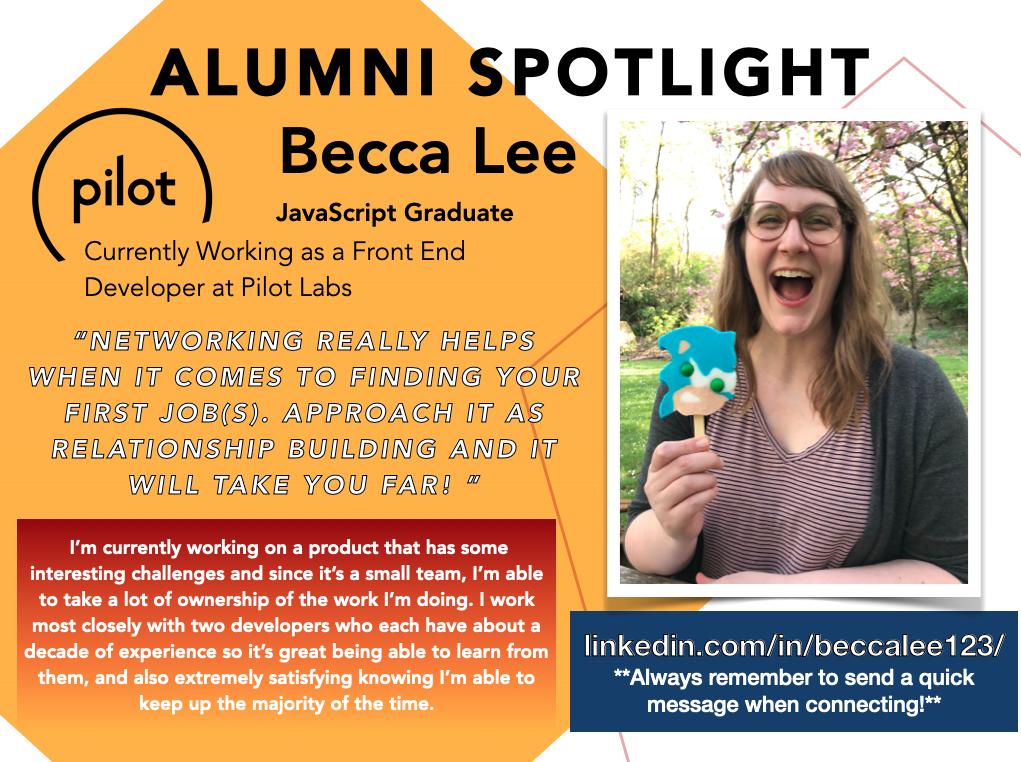 ALUMNI SPOTLIGHT
pilot
Becca Lee
JavaScript Graduate
Currently Working as a Front End
Developer at Pilot Labs
“NETWORKING REALLY HELPS
WHEN IT COMES TO FINDING YOUR
FIRST JOB(S). APPROACH IT AS
RELATIONSHIP BUILDING AND IT
WILL TAKE YOU FAR! ”
I’m currently working on a product that has some
interesting challenges and since it’s a small team, I’m able
to take a lot of ownership of the work I’m doing. I work
most closely with two developers who each have about a
decade of experience so it’s great being able to learn from
them, and also extremely satisfying knowing I’m able to
keep up the majority of the time.
linkedin.com/in/beccalee123/
**Always remember to send a quick
message when connecting!**